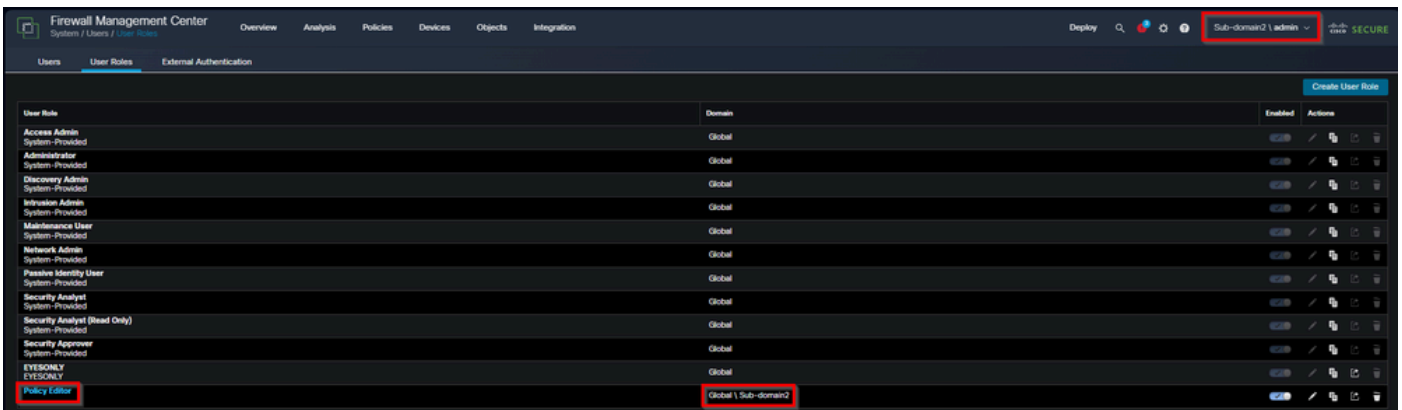 Firewall Management Center
System / Users / User Roles
Overview Analysis Policies Devices Objects Integration Deploy Sub-domain2 \ admin cisco SECURE
Users User Roles External Authentication
Create User Role
User Role Domain Enabled Actions
Access Admin
System-Provided Global
Administrator
System-Provided Global
Discovery Admin
System-Provided Global
Intrusion Admin
System-Provided Global
Maintenance User
System-Provided Global
Network Admin
System-Provided Global
Passive Identity User
System-Provided Global
Security Analyst
System-Provided Global
Security Analyst (Read Only)
System-Provided Global
Security Approver
System-Provided Global
EYESONLY
EYESONLY Global
Policy Editor Global \ Sub-domain2